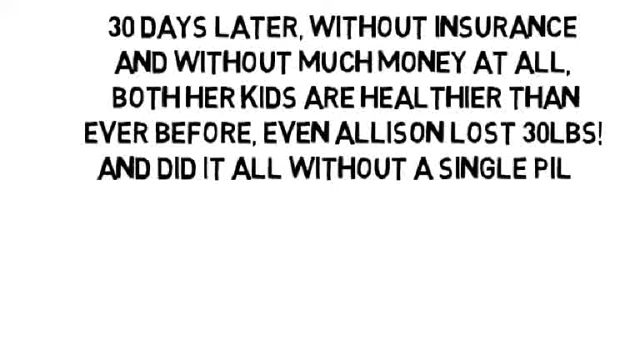 30 DAYS LATER, WITHOUT INSURANCE
AND WITHOUT MUCH MONEY AT ALL,
BOTH HER KIDS ARE HEALTHIER THAN
EVER BEFORE, EVEN ALLISON LOST 30LBS!
AND DID IT ALL WITHOUT A SINGLE PIL